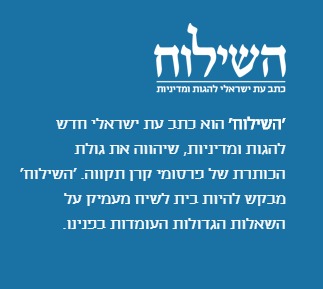 השילוח
כתב עת ישראלי להגות ומדיניות
'השילוח' הוא כתב עת ישראלי חדש
להגות ומדיניות, שיהווה את גולת
הכותרת של פרסומי קרן תקווה. 'השילוח'
מבקש להיות בית לשיח מעמיק על
השאלות הגדולות העומדות בפנינו.